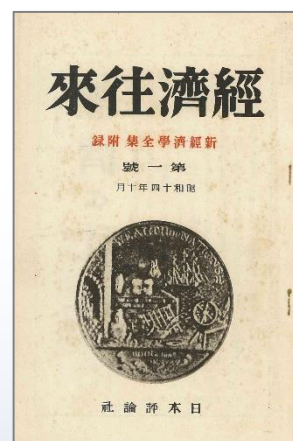 經濟往來
新經濟學全集 附録
第一號
昭和十四年十月
日本評論社